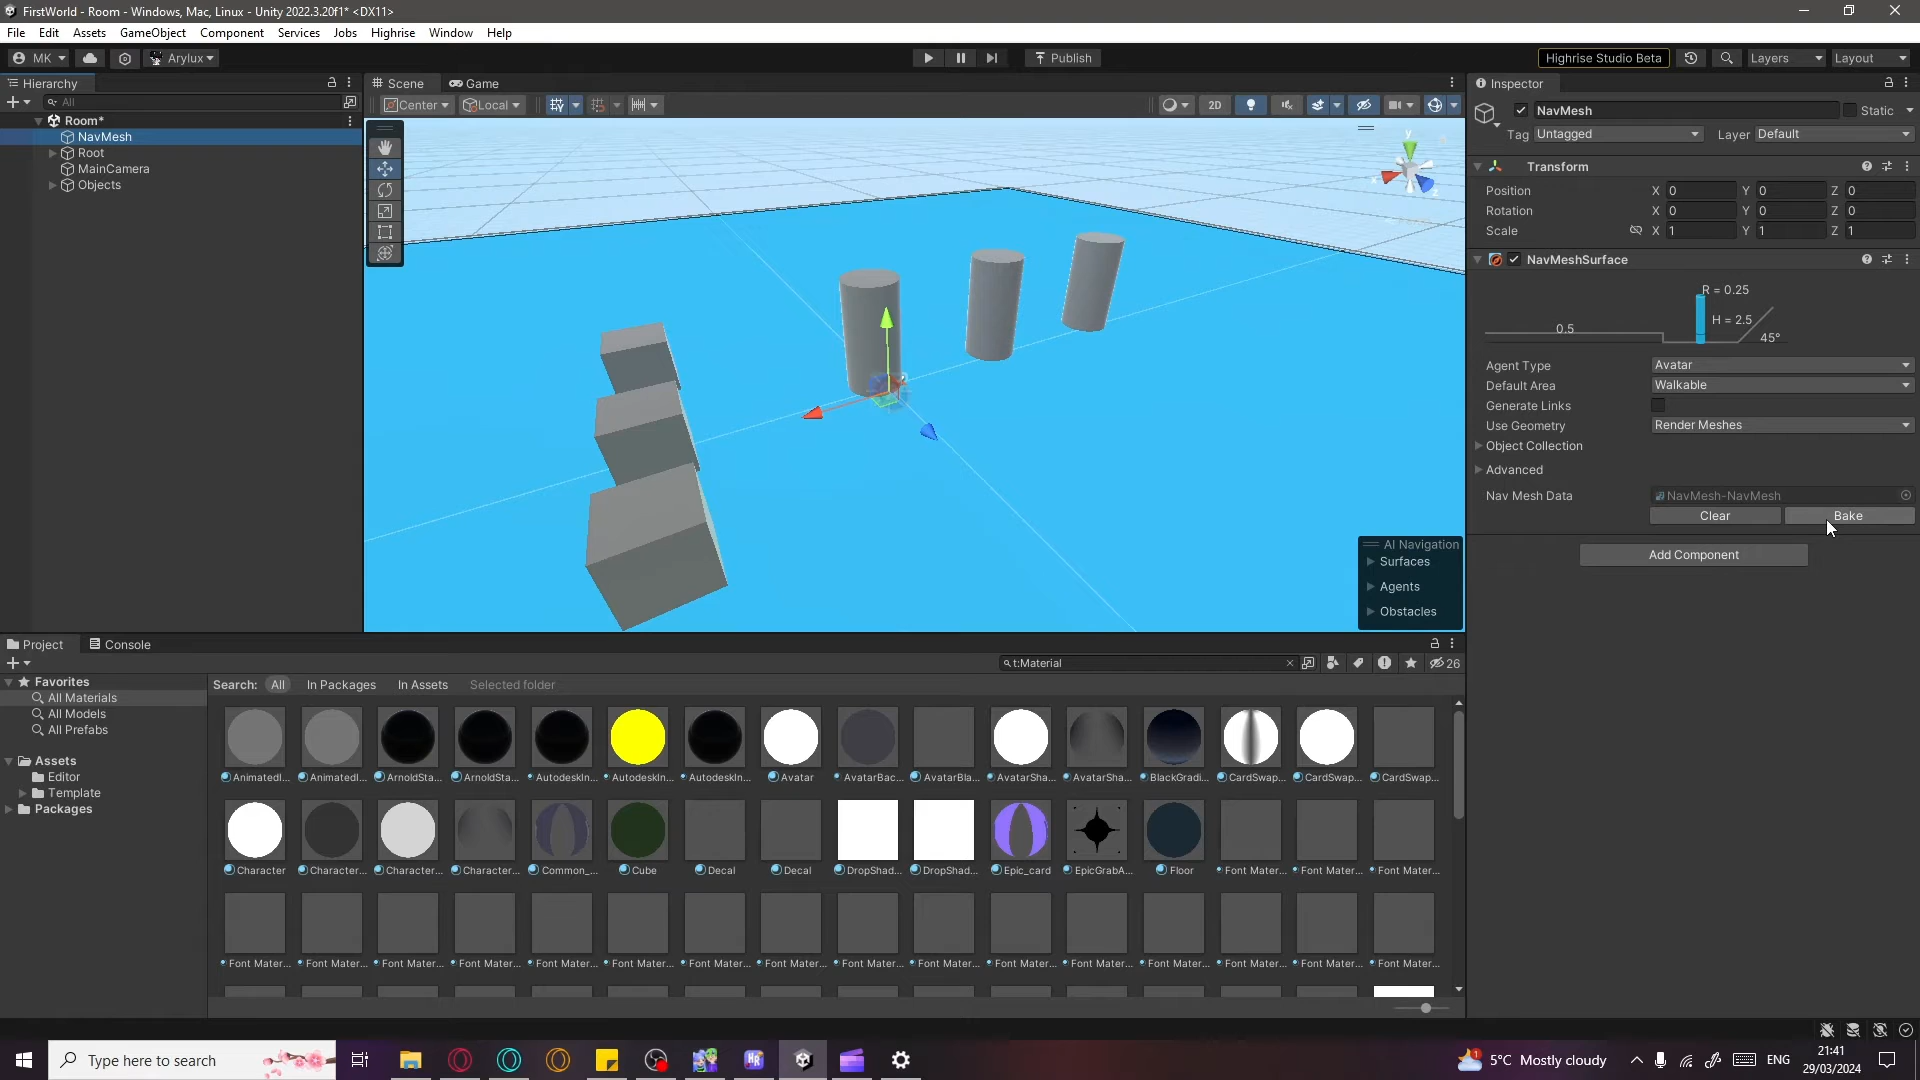 FirstWorld - Room - Windows, Mac, Linux - Unity 2022.3.20f1* <DX11>
File Edit Assets GameObject Component Services Jobs Highrise Window Help
MK Arylux Publish Highrise Studio Beta Layers Layout
Hierarchy
All
Room*
NavMesh
Root
MainCamera
Objects
Scene Game
Center Local 2D
y
x
z
AI Navigation
Surfaces
Agents
Obstacles
Inspector
NavMesh Static
Tag Untagged Layer Default
Transform
Position X 0 Y 0 Z 0
Rotation X 0 Y 0 Z 0
Scale X 1 Y 1 Z 1
NavMeshSurface
R = 0.25
H = 2.5
0.5
45°
Agent Type Avatar
Default Area Walkable
Generate Links
Use Geometry Render Meshes
Object Collection
Advanced
Nav Mesh Data NavMesh-NavMesh
Clear Bake
Add Component
Project Console
t:Material 26
Favorites
All Materials
All Models
All Prefabs
Assets
Editor
Template
Packages
Search: All In Packages In Assets Selected folder
AnimatedI... AnimatedI... ArnoldSta... ArnoldSta... AutodeskIn... AutodeskIn... AutodeskIn... Avatar AvatarBac... AvatarBla... AvatarSha... AvatarSha... BlackGradi... CardSwap... CardSwap... CardSwap...
Character Character... Character... Character... Common_... Cube Decal Decal DropShad... DropShad... Epic_card EpicGrabA... Floor Font Mater... Font Mater... Font Mater...
Font Mater... Font Mater... Font Mater... Font Mater... Font Mater... Font Mater... Font Mater... Font Mater... Font Mater... Font Mater... Font Mater... Font Mater... Font Mater... Font Mater... Font Mater... Font Mater...
Type here to search
HR
5°C Mostly cloudy
ENG
21:41
29/03/2024